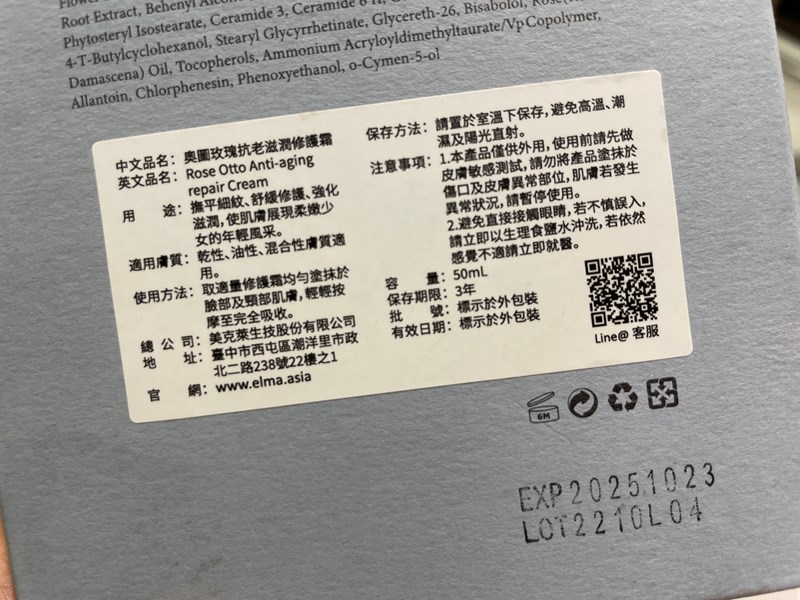 Root Extract, Behenyl Alcohol
Phytosteryl Isostearate, Ceramide 3, Ceramide 6 II,
4-T-Butylcyclohexanol, Stearyl Glycyrrhetinate, Glycereth-26, Bisabolol,
Damascena) Oil, Tocopherols, Ammonium Acryloyldimethyltaurate/Vp Copolymer,
Allantoin, Chlorphenesin, Phenoxyethanol, o-Cymen-5-ol
中文品名：奧圖玫瑰抗老滋潤修護霜
英文品名：Rose Otto Anti-aging
repair Cream
用 途：撫平細紋、舒緩修護、強化
滋潤，使肌膚展現柔嫩少
女的年輕風采。
適用膚質：乾性、油性、混合性膚質適
用。
使用方法：取適量修護霜均勻塗抹於
臉部及頸部肌膚，輕輕按
摩至完全吸收。
總 公 司：美克萊生技股份有限公司
地 址：臺中市西屯區潮洋里市政
北二路238號22樓之1
官 網：www.elma.asia
保存方法：請置於室溫下保存，避免高溫、潮
濕及陽光直射。
注意事項：1.本產品僅供外用，使用前請先做
皮膚敏感測試，請勿將產品塗抹於
傷口及皮膚異常部位，肌膚若發生
異常狀況，請暫停使用。
2.避免直接接觸眼睛，若不慎誤入，
請立即以生理食鹽水沖洗，若依然
感覺不適請立即就醫。
容 量：50mL
保存期限：3年
批 號：標示於外包裝
有效日期：標示於外包裝
Line@ 客服
6M
EXP20251023
LOT2210L04